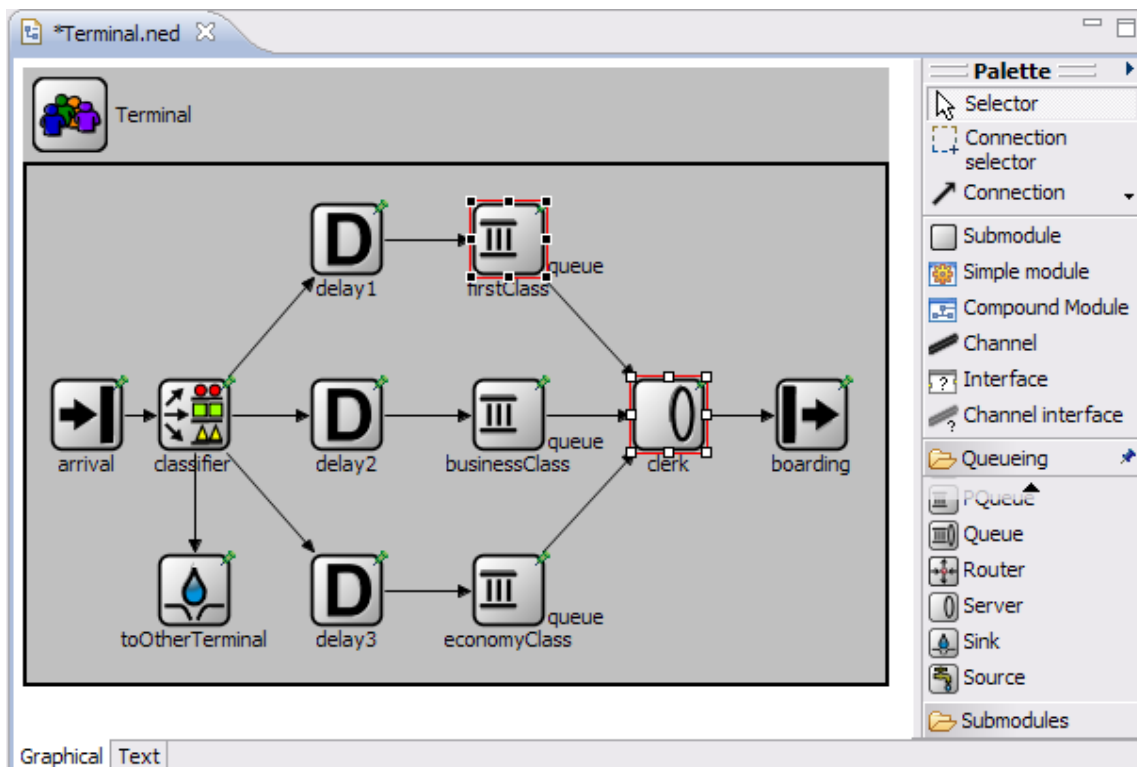 *Terminal.ned
Terminal
D
delay1
queue
firstClass
arrival
classifier
D
delay2
queue
businessClass
clerk
boarding
toOtherTerminal
D
delay3
queue
economyClass
Graphical
Text
Palette
Selector
Connection
selector
Connection
Submodule
Simple module
Compound Module
Channel
Interface
Channel interface
Queueing
PQueue
Queue
Router
Server
Sink
Source
Submodules